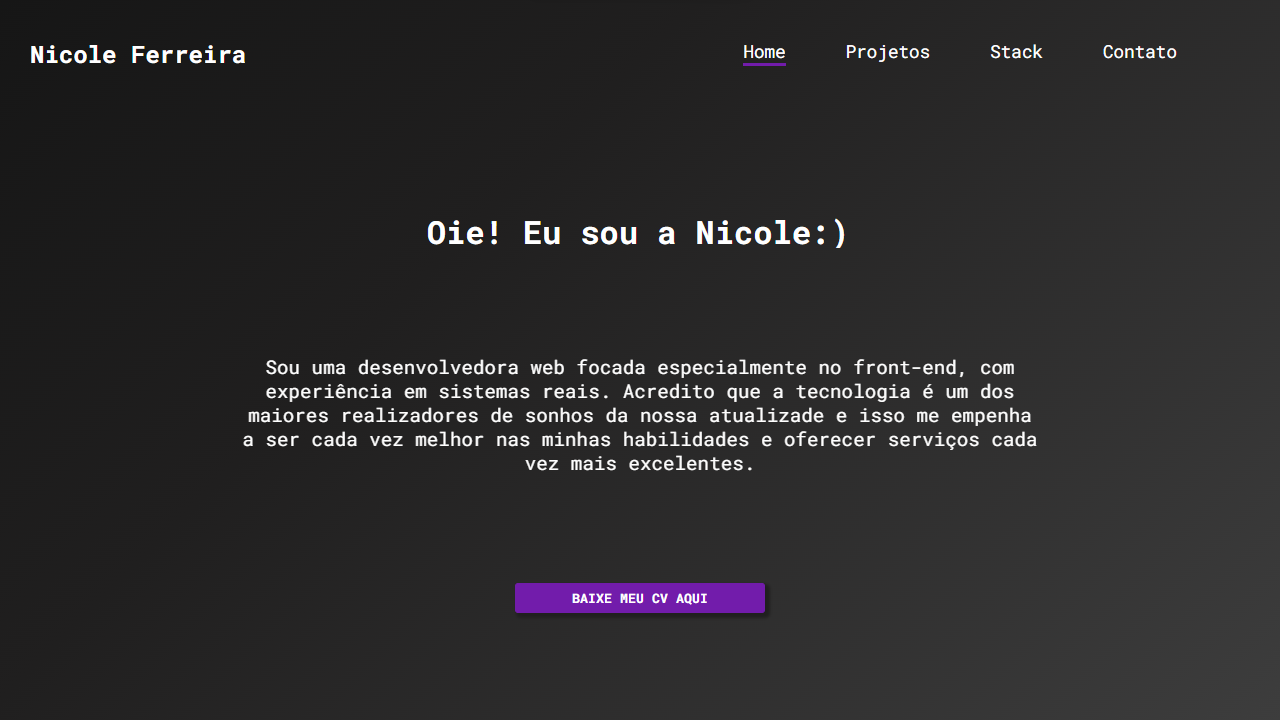 Nicole Ferreira
Home
Projetos
Stack
Contato
Oie! Eu sou a Nicole:)
Sou uma desenvolvedora web focada especialmente no front-end, com
experiência em sistemas reais. Acredito que a tecnologia é um dos
maiores realizadores de sonhos da nossa atualizade e isso me empenha
a ser cada vez melhor nas minhas habilidades e oferecer serviços cada
vez mais excelentes.
BAIXE MEU CV AQUI